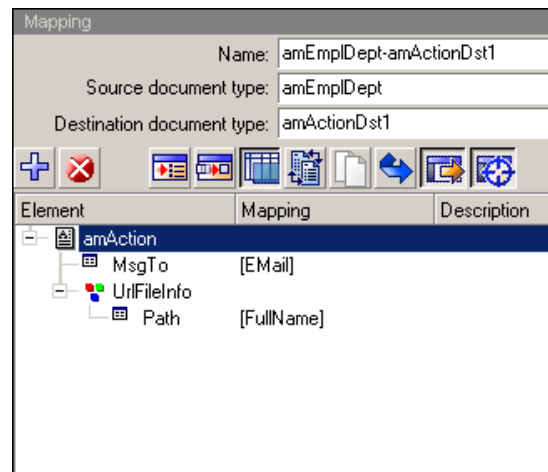 Mapping
Name: amEmplDept-amActionDst1
Source document type: amEmplDept
Destination document type: amActionDst1
Element Mapping Description
amAction
MsgTo [EMail]
UrlFileInfo
Path [FullName]